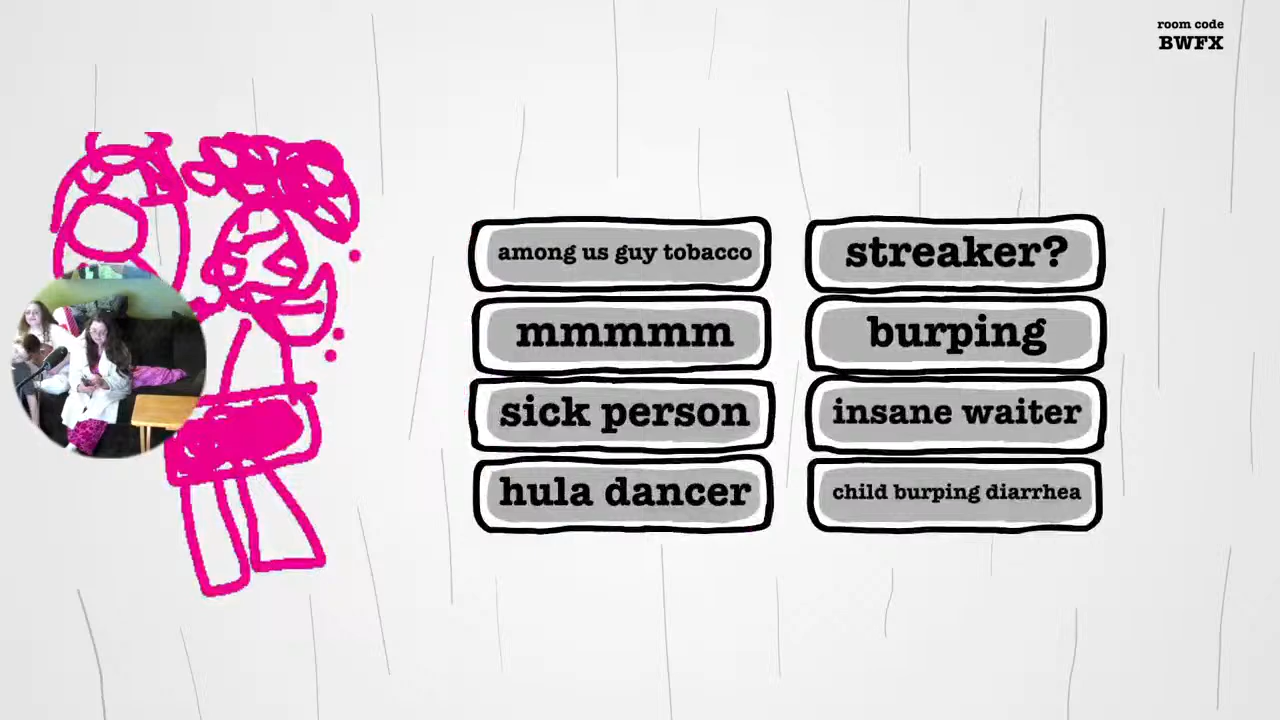 room code
BWFX
among us guy tobacco
streaker?
mmmmm
burping
sick person
insane waiter
hula dancer
child burping diarrhea